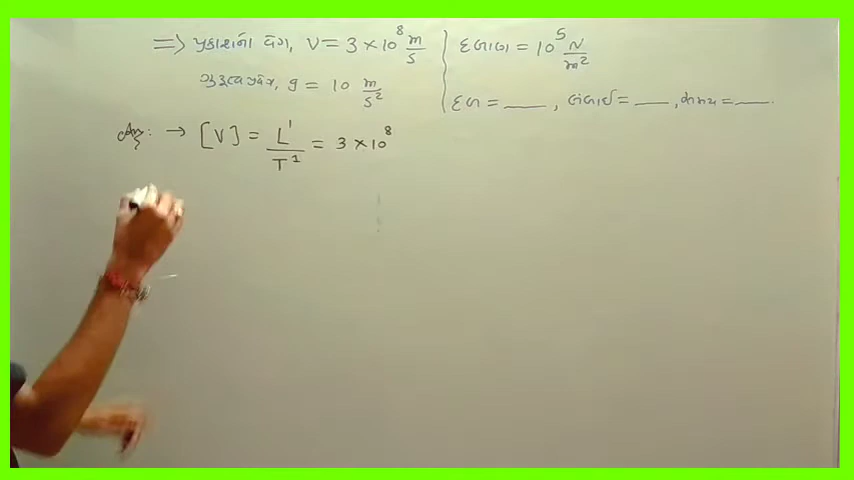 => પ્રકાશનો વેગ, V = 3 × 10⁸ m/s
ગુરુત્વપ્રવેગ, g = 10 m/s²
દબાણ = 10⁵ N/m²
દળ = ____ , લંબાઈ = ____ , સમય = ____.
Ans: → [V] = L¹/T¹ = 3 × 10⁸